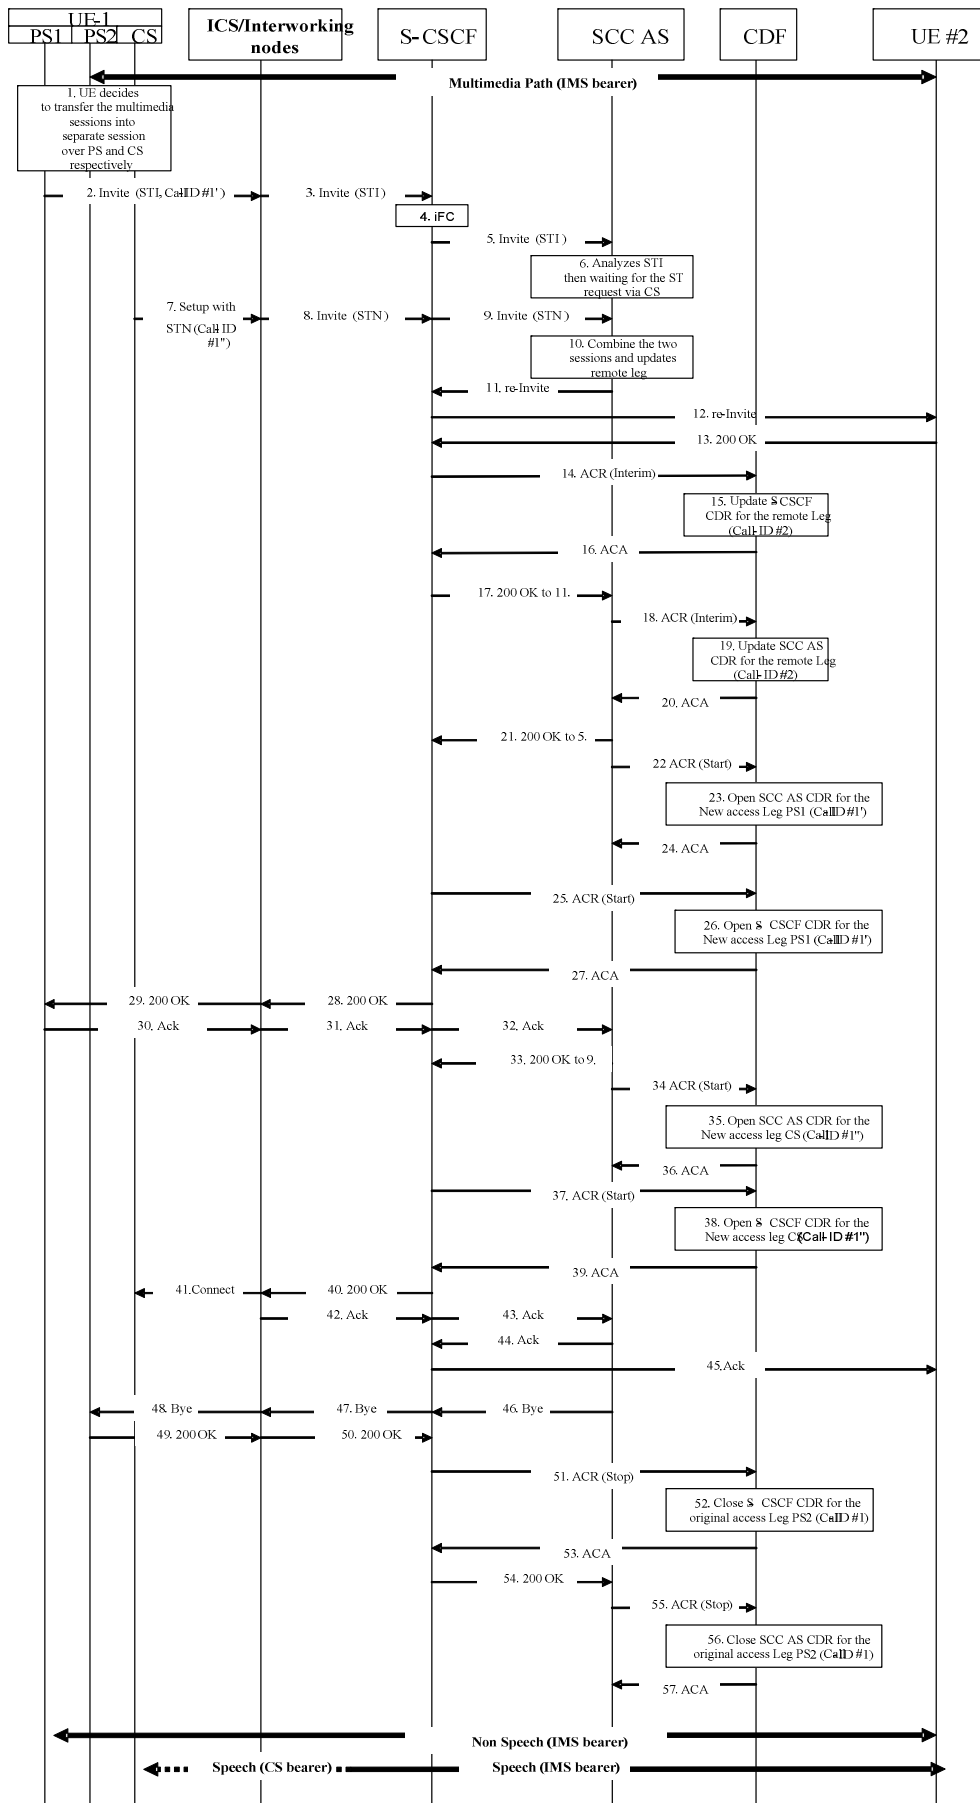 UE-1
PS1 PS2 CS
ICS/Interworking
nodes
S-CSCF
SCC AS
CDF
UE #2
Multimedia Path (IMS bearer)
1. UE decides
to transfer the multimedia
sessions into
separate session
over PS and CS
respectively
2. Invite (STI, Call-ID #1')
3. Invite (STI)
4. iFC
5. Invite (STI)
6. Analyzes STI
then waiting for the ST
request via CS
7. Setup with
STN (Call-ID
#1")
8. Invite (STN)
9. Invite (STN)
10. Combine the two
sessions and updates
remote leg
11. re-Invite
12. re-Invite
13. 200 OK
14. ACR (Interim)
15. Update S-CSCF
CDR for the remote Leg
(Call-ID #2)
16. ACA
17. 200 OK to 11.
18. ACR (Interim)
19. Update SCC AS
CDR for the remote Leg
(Call-ID #2)
20. ACA
21. 200 OK to 5.
22 ACR (Start)
23. Open SCC AS CDR for the
New access Leg PS1 (Call-ID #1')
24. ACA
25. ACR (Start)
26. Open S-CSCF CDR for the
New access Leg PS1 (Call-ID #1')
27. ACA
29. 200 OK
28. 200 OK
30. Ack
31. Ack
32. Ack
33. 200 OK to 9.
34 ACR (Start)
35. Open SCC AS CDR for the
New access leg CS (Call-ID #1")
36. ACA
37. ACR (Start)
38. Open S-CSCF CDR for the
New access leg CS (Call-ID #1")
39. ACA
41.Connect
40. 200 OK
42. Ack
43. Ack
44. Ack
45.Ack
48. Bye
47. Bye
46. Bye
49. 200 OK
50. 200 OK
51. ACR (Stop)
52. Close S-CSCF CDR for the
original access Leg PS2 (Call-ID #1)
53. ACA
54. 200 OK
55. ACR (Stop)
56. Close SCC AS CDR for the
original access Leg PS2 (Call-ID #1)
57. ACA
Non Speech (IMS bearer)
Speech (CS bearer)
Speech (IMS bearer)